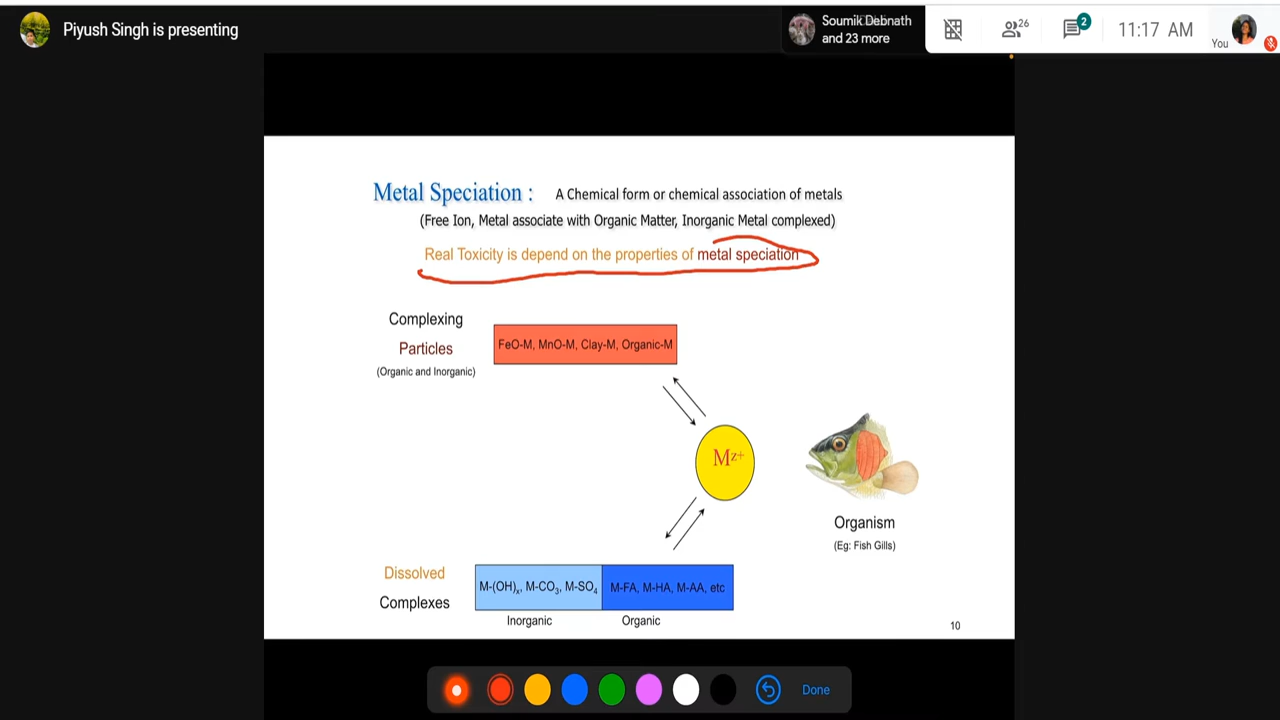 Piyush Singh is presenting
Soumik Debnath
and 23 more
26
2
11:17 AM
You
Metal Speciation : A Chemical form or chemical association of metals
(Free Ion, Metal associate with Organic Matter, Inorganic Metal complexed)
Real Toxicity is depend on the properties of metal speciation
Complexing
Particles
(Organic and Inorganic)
FeO-M, MnO-M, Clay-M, Organic-M
Mz+
Organism
(Eg: Fish Gills)
Dissolved
Complexes
M-(OH)x, M-CO3, M-SO4 M-FA, M-HA, M-AA, etc
Inorganic Organic
10
Done